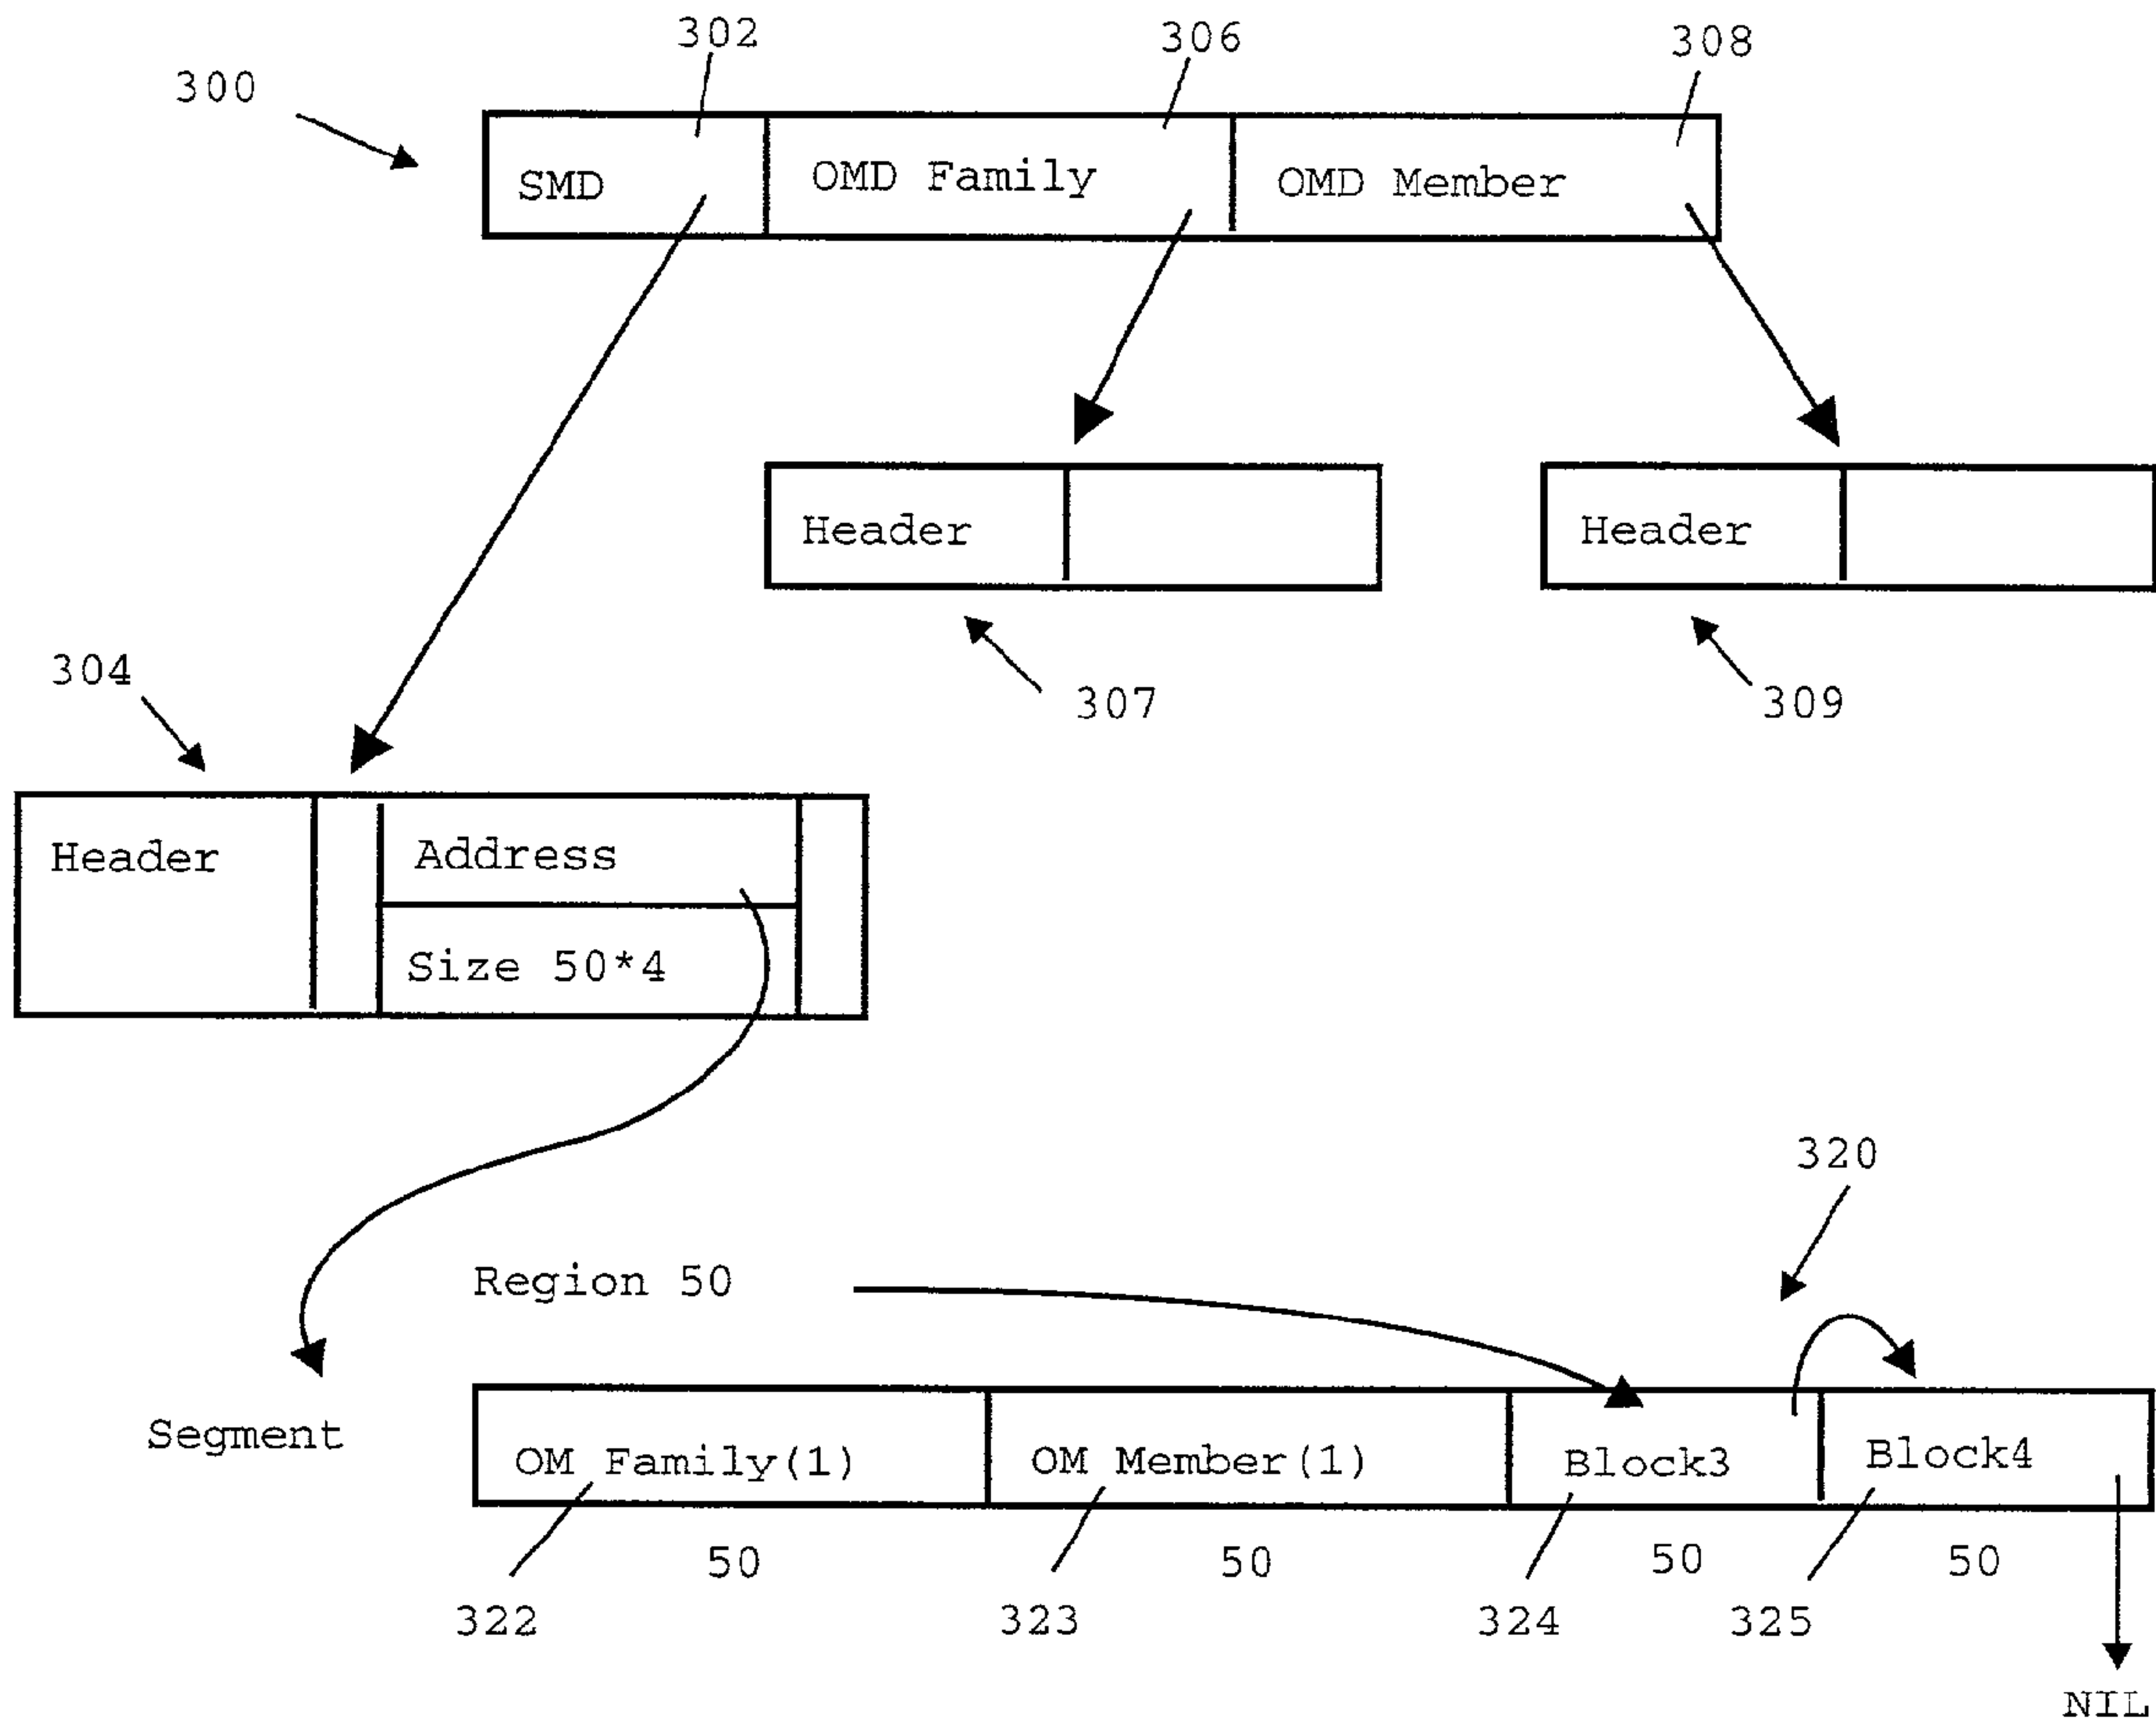 302
306
308
300
SMD
OMD Family
OMD Member
Header
Header
304
307
309
Header
Address
Size 50*4
320
Region 50
Segment
OM Family(1)
OM Member(1)
Block3
Block4
50
50
50
50
322
323
324
325
NIL